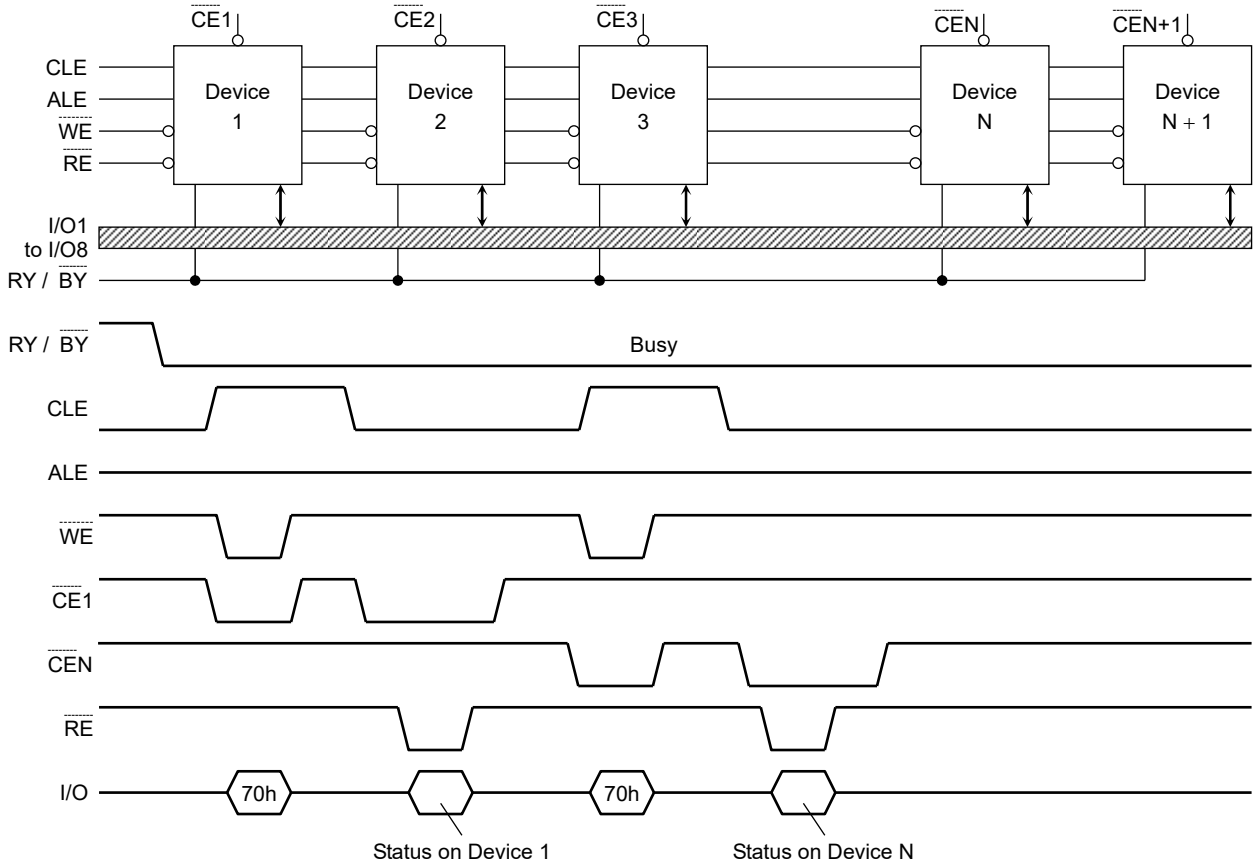 CE1 CE2 CE3 CEN CEN+1
CLE
ALE
WE
RE
Device 1
Device 2
Device 3
Device N
Device N + 1
I/O1 to I/O8
RY / BY
RY / BY
Busy
CLE
ALE
WE
CE1
CEN
RE
I/O
70h
70h
Status on Device 1
Status on Device N